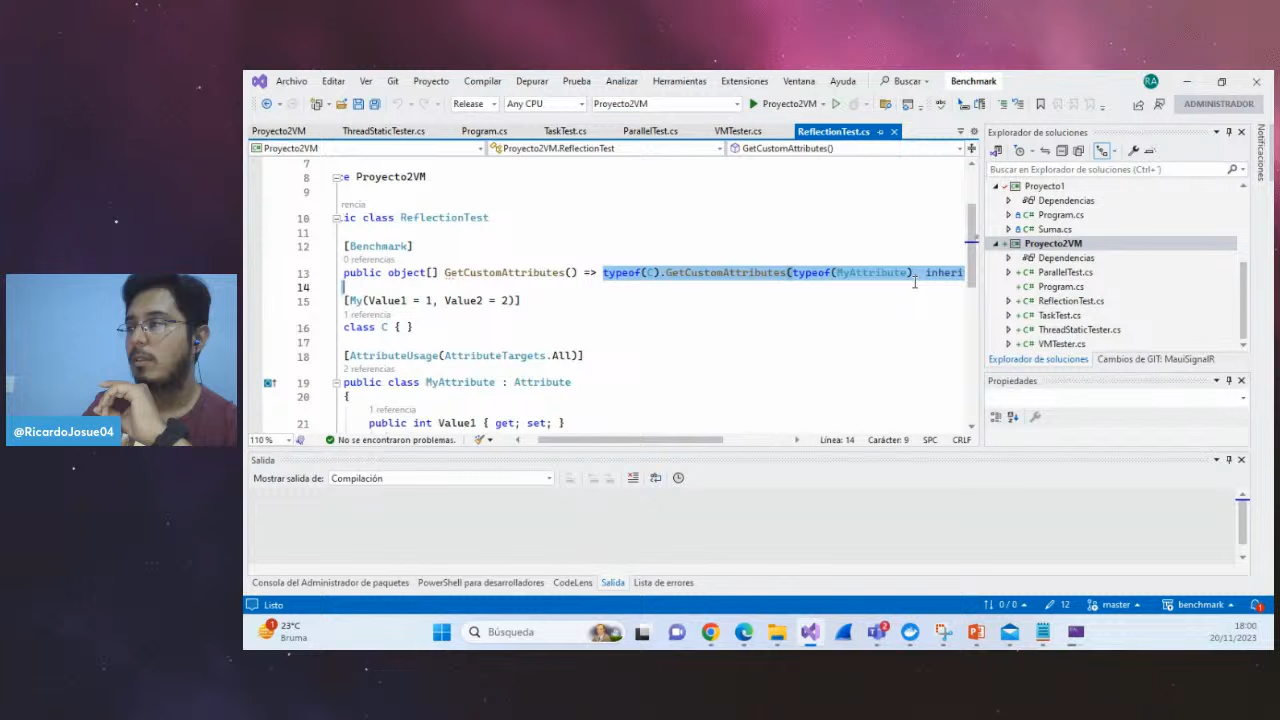 Archivo Editar Ver Git Proyecto Compilar Depurar Prueba Analizar Herramientas Extensiones Ventana Ayuda Buscar Benchmark RA
Release Any CPU Proyecto2VM Proyecto2VM ADMINISTRADOR
Proyecto2VM ThreadStaticTester.cs Program.cs TaskTest.cs ParallelTest.cs VMTester.cs ReflectionTest.cs
Proyecto2VM Proyecto2VM.ReflectionTest GetCustomAttributes()
7
8 e Proyecto2VM
9
rencia
10 ic class ReflectionTest
11
12 [Benchmark]
0 referencias
13 public object[] GetCustomAttributes() => typeof(C).GetCustomAttributes(typeof(MyAttribute), inheri
14
15 [My(Value1 = 1, Value2 = 2)]
1 referencia
16 class C { }
17
18 [AttributeUsage(AttributeTargets.All)]
2 referencias
19 public class MyAttribute : Attribute
20 {
1 referencia
21 public int Value1 { get; set; }
110 % No se encontraron problemas. Línea: 14 Carácter: 9 SPC CRLF
Explorador de soluciones
Buscar en Explorador de soluciones (Ctrl+´)
Proyecto1
Dependencias
C# Program.cs
C# Suma.cs
Proyecto2VM
Dependencias
C# ParallelTest.cs
C# Program.cs
C# ReflectionTest.cs
C# TaskTest.cs
C# ThreadStaticTester.cs
C# VMTester.cs
Explorador de soluciones Cambios de GIT: MauiSignalR
Propiedades
Notificaciones
Salida
Mostrar salida de: Compilación
Consola del Administrador de paquetes PowerShell para desarrolladores CodeLens Salida Lista de errores
Listo 0 / 0 12 master benchmark 1
@RicardoJosue04
1 23°C
Bruma
Búsqueda
2
18:00
20/11/2023